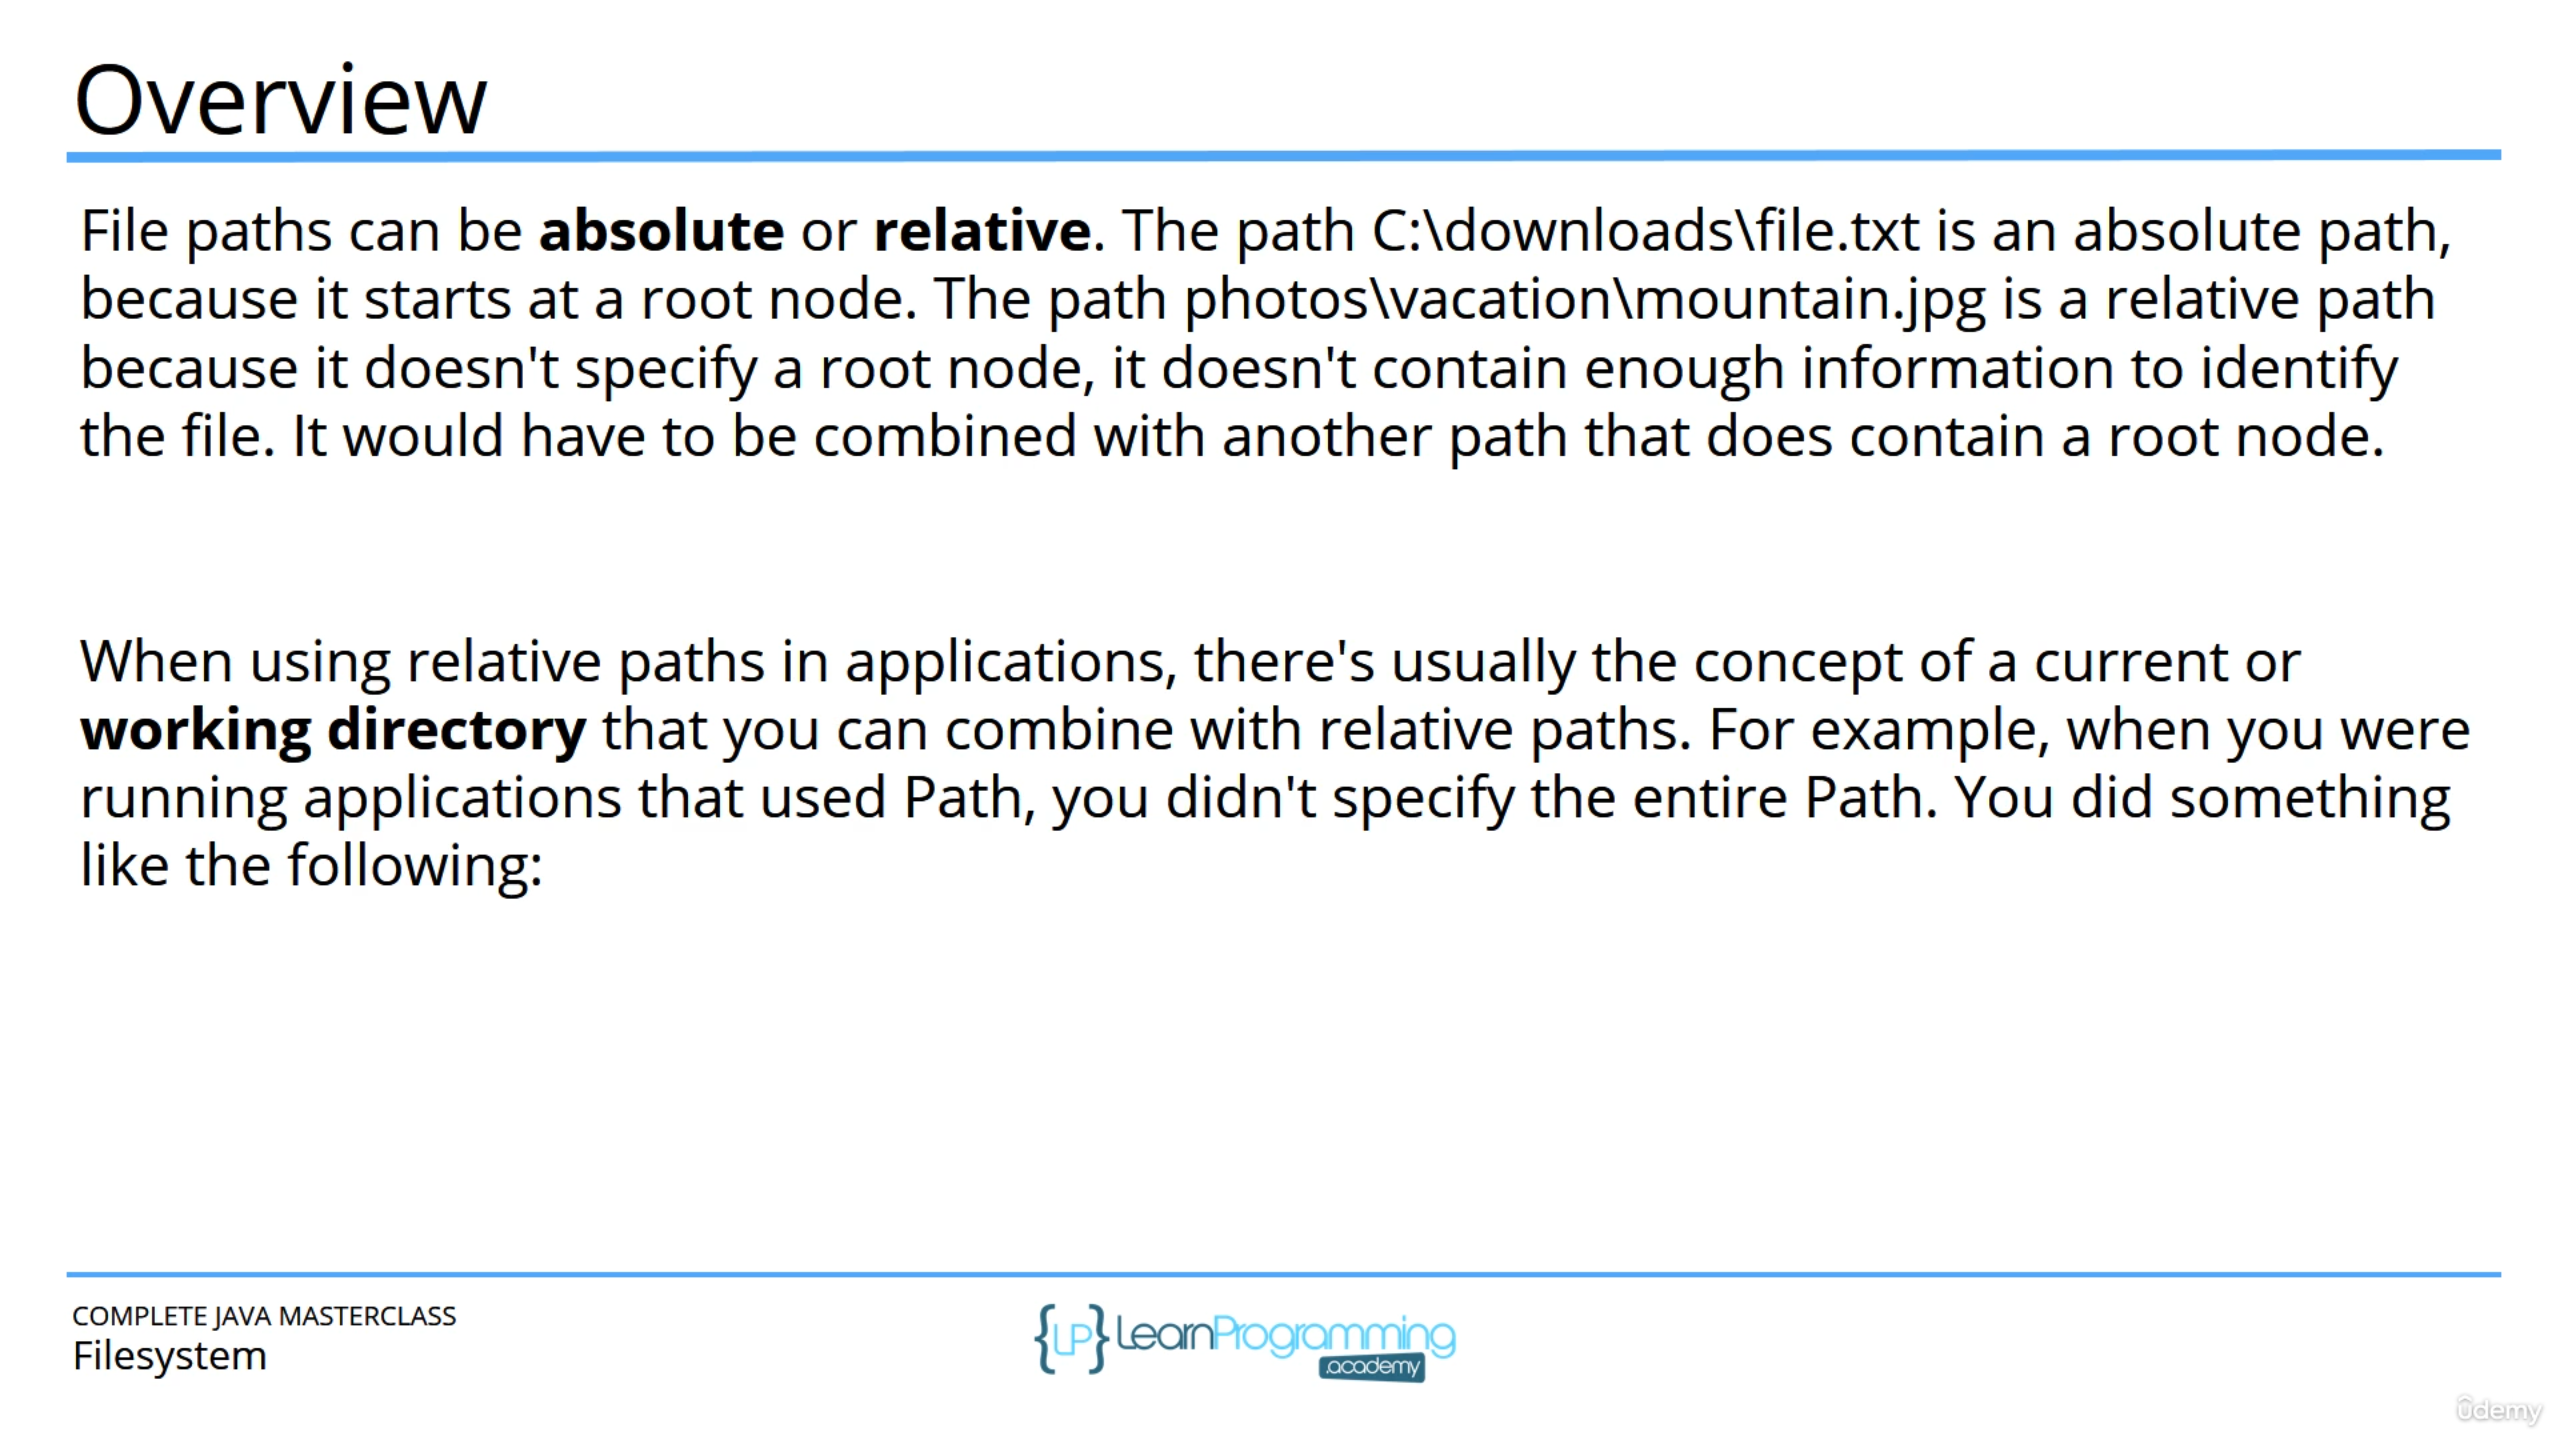 Overview
File paths can be absolute or relative. The path C:\downloads\file.txt is an absolute path,
because it starts at a root node. The path photos\vacation\mountain.jpg is a relative path
because it doesn't specify a root node, it doesn't contain enough information to identify
the file. It would have to be combined with another path that does contain a root node.
When using relative paths in applications, there's usually the concept of a current or
working directory that you can combine with relative paths. For example, when you were
running applications that used Path, you didn't specify the entire Path. You did something
like the following:
COMPLETE JAVA MASTERCLASS
Filesystem
{LP} LearnProgramming
.academy
ûdemy